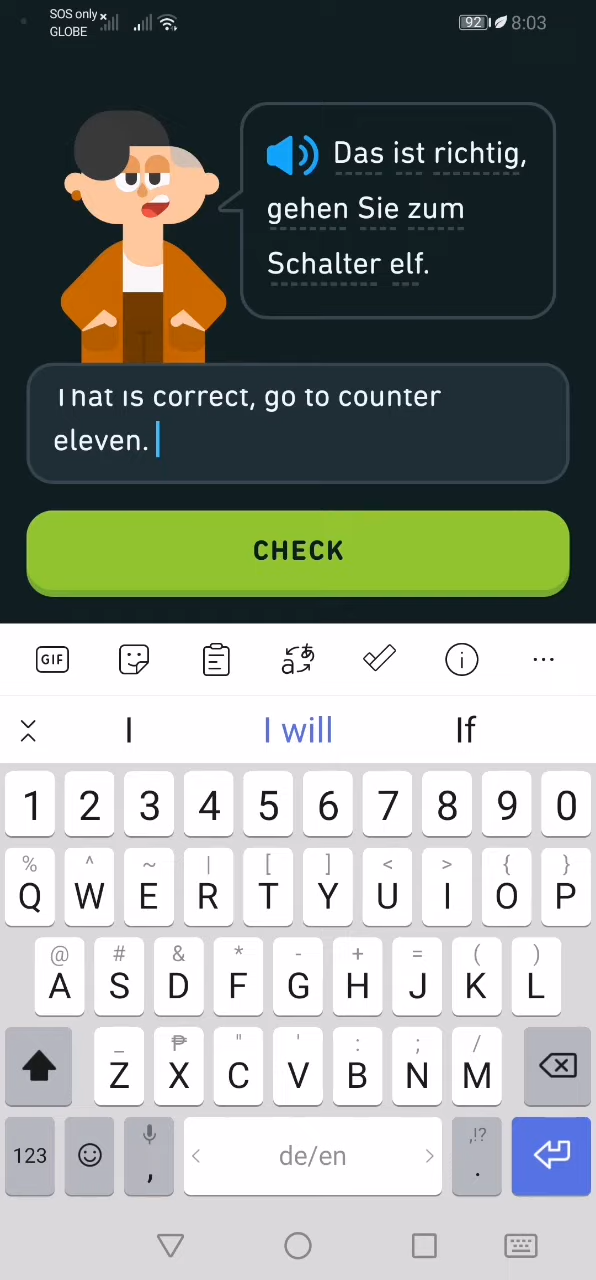 SOS only
GLOBE
92 8:03
Das ist richtig,
gehen Sie zum
Schalter elf.
That is correct, go to counter
eleven.
CHECK
GIF
I I will If
1 2 3 4 5 6 7 8 9 0
% ^ ~ | [ ] < > { }
Q W E R T Y U I O P
@ # & * - + = ( )
A S D F G H J K L
_ ₱ " ' : ; /
Z X C V B N M
123 , < de/en > ,!? .